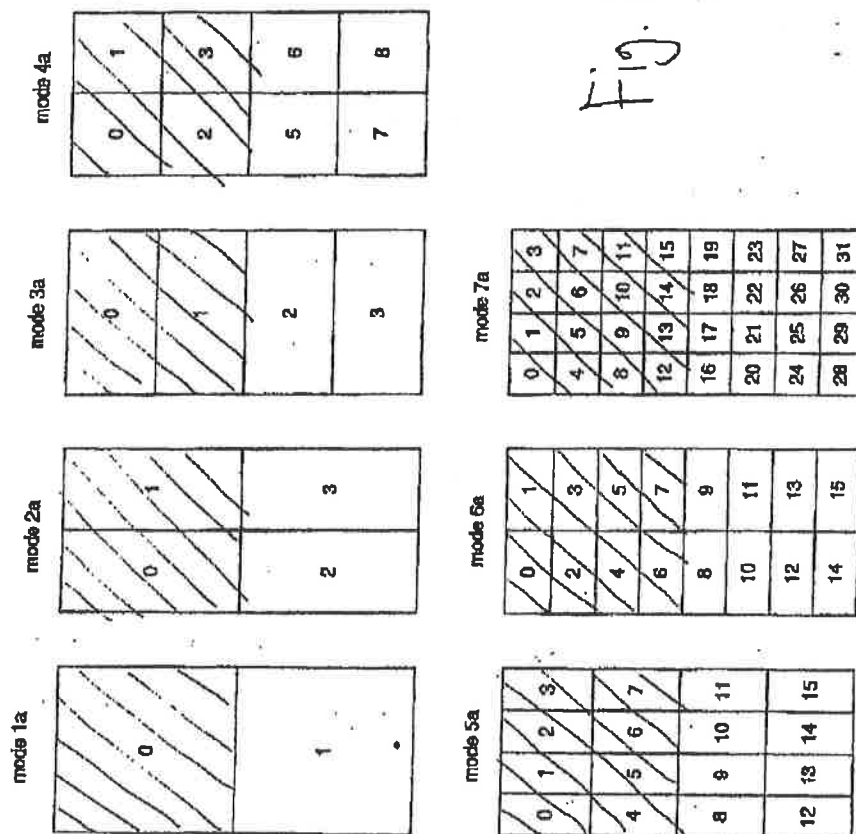 mode 1a
0
1
mode 2a
0 1
2 3
mode 3a
0
1
2
3
mode 4a
0 1
2 3
5 6
7 8
mode 5a
0 1 2 3
4 5 6 7
8 9 10 11
12 13 14 15
mode 6a
0 1
2 3
4 5
6 7
8 9
10 11
12 13
14 15
mode 7a
0 1 2 3
4 5 6 7
8 9 10 11
12 13 14 15
16 17 18 19
20 21 22 23
24 25 26 27
28 29 30 31
Fig.